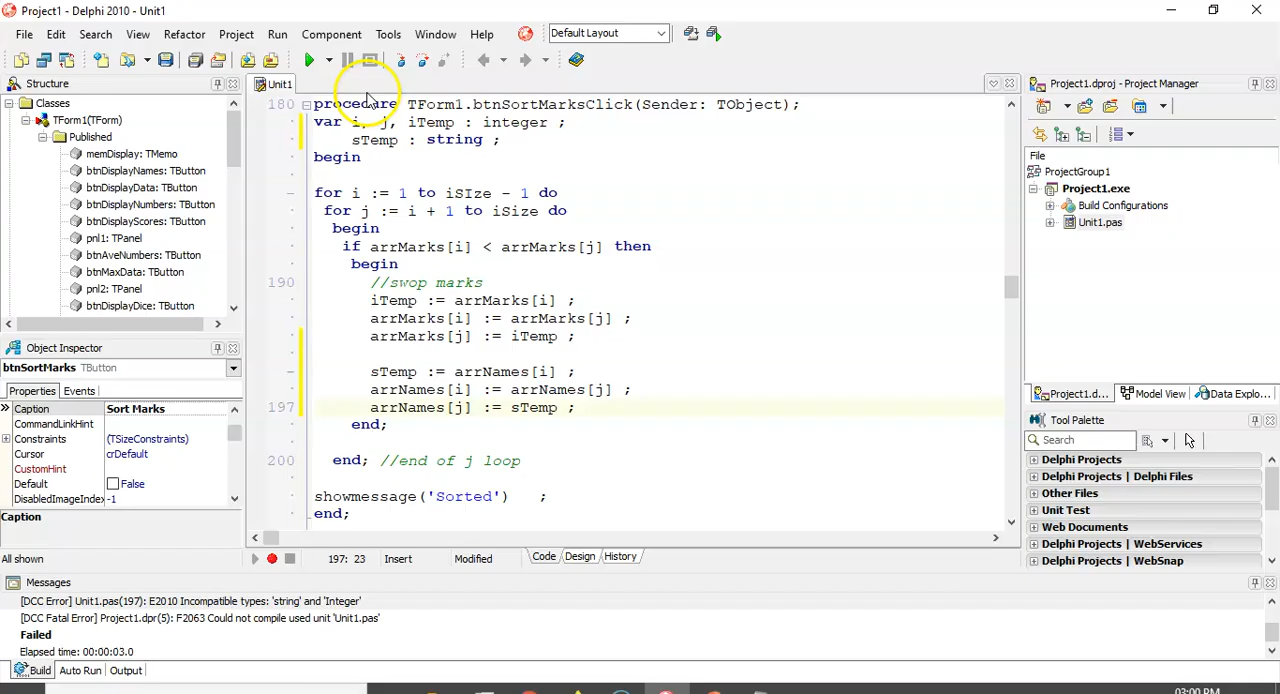 Project1 - Delphi 2010 - Unit1
File Edit Search View Refactor Project Run Component Tools Window Help Default Layout
Structure
Classes
TForm1(TForm)
Published
memDisplay: TMemo
btnDisplayNames: TButton
btnDisplayData: TButton
btnDisplayNumbers: TButton
btnDisplayScores: TButton
pnl1: TPanel
btnAveNumbers: TButton
btnMaxData: TButton
pnl2: TPanel
btnDisplayDice: TButton
Object Inspector
btnSortMarks TButton
Properties Events
Caption Sort Marks
CommandLinkHint
Constraints (TSizeConstraints)
Cursor crDefault
CustomHint
Default False
DisabledImageIndex -1
Caption
All shown
Unit1
180 procedure TForm1.btnSortMarksClick(Sender: TObject);
var i, j, iTemp : integer ;
sTemp : string ;
begin
for i := 1 to iSIze - 1 do
for j := i + 1 to iSize do
begin
if arrMarks[i] < arrMarks[j] then
begin
190 //swop marks
iTemp := arrMarks[i] ;
arrMarks[i] := arrMarks[j] ;
arrMarks[j] := iTemp ;
sTemp := arrNames[i] ;
arrNames[i] := arrNames[j] ;
197 arrNames[j] := sTemp ;
end;
200 end; //end of j loop
showmessage('Sorted') ;
end;
197: 23 Insert Modified Code Design History
Project1.dproj - Project Manager
File
ProjectGroup1
Project1.exe
Build Configurations
Unit1.pas
Project1.d... Model View Data Explo...
Tool Palette
Search
Delphi Projects
Delphi Projects | Delphi Files
Other Files
Unit Test
Web Documents
Delphi Projects | WebServices
Delphi Projects | WebSnap
Messages
[DCC Error] Unit1.pas(197): E2010 Incompatible types: 'string' and 'Integer'
[DCC Fatal Error] Project1.dpr(5): F2063 Could not compile used unit 'Unit1.pas'
Failed
Elapsed time: 00:00:03.0
Build Auto Run Output
03:00 PM